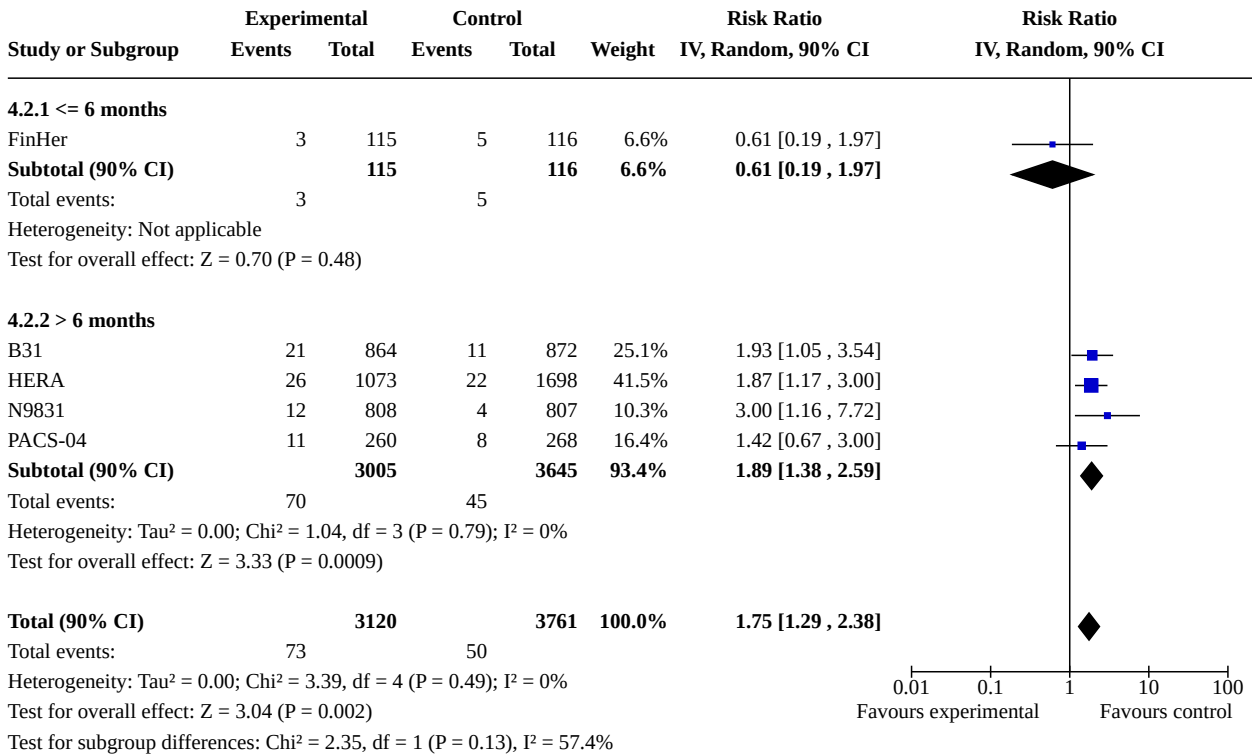 Experimental Control Risk Ratio Risk Ratio
Study or Subgroup Events Total Events Total Weight IV, Random, 90% CI IV, Random, 90% CI
4.2.1 <= 6 months
FinHer 3 115 5 116 6.6% 0.61 [0.19 , 1.97]
Subtotal (90% CI) 115 116 6.6% 0.61 [0.19 , 1.97]
Total events: 3 5
Heterogeneity: Not applicable
Test for overall effect: Z = 0.70 (P = 0.48)
4.2.2 > 6 months
B31 21 864 11 872 25.1% 1.93 [1.05 , 3.54]
HERA 26 1073 22 1698 41.5% 1.87 [1.17 , 3.00]
N9831 12 808 4 807 10.3% 3.00 [1.16 , 7.72]
PACS-04 11 260 8 268 16.4% 1.42 [0.67 , 3.00]
Subtotal (90% CI) 3005 3645 93.4% 1.89 [1.38 , 2.59]
Total events: 70 45
Heterogeneity: Tau² = 0.00; Chi² = 1.04, df = 3 (P = 0.79); I² = 0%
Test for overall effect: Z = 3.33 (P = 0.0009)
Total (90% CI) 3120 3761 100.0% 1.75 [1.29 , 2.38]
Total events: 73 50
Heterogeneity: Tau² = 0.00; Chi² = 3.39, df = 4 (P = 0.49); I² = 0%
0.01 0.1 1 10 100
Test for overall effect: Z = 3.04 (P = 0.002)
Favours experimental Favours control
Test for subgroup differences: Chi² = 2.35, df = 1 (P = 0.13), I² = 57.4%